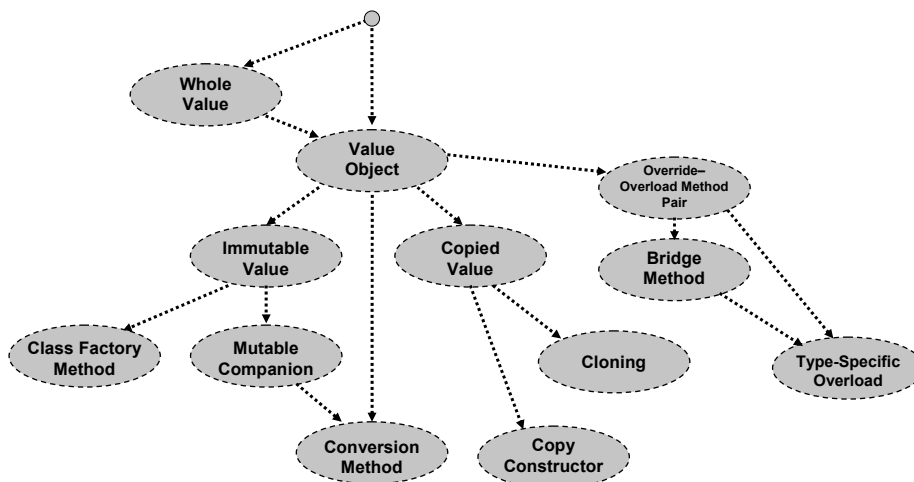 Whole
Value
Value
Object
Override–
Overload Method
Pair
Immutable
Value
Copied
Value
Bridge
Method
Class Factory
Method
Mutable
Companion
Cloning
Type-Specific
Overload
Conversion
Method
Copy
Constructor